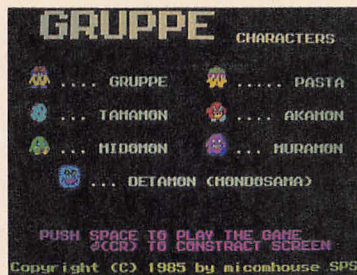 GRUPPE
CHARACTERS
.... GRUPPE
..... PASTA
... TAMAMON
.... AKAMON
... MIDOMON
... MURAMON
... DETAMON (MONDOSAMA)
PUSH SPACE TO PLAY THE GAME
(CR) TO CONSTRACT SCREEN
Copyright (C) 1985 by micomhouse SPS